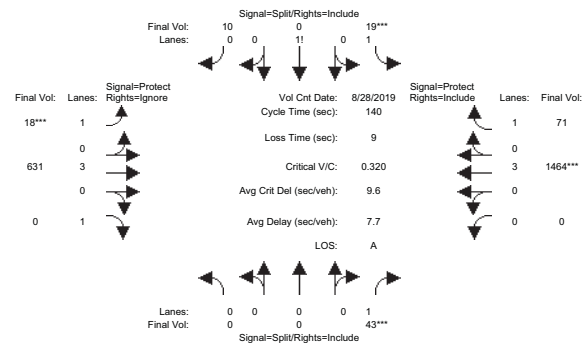 Signal=Split/Rights=Include
Final Vol: 10 0 19***
Lanes: 0 0 1! 0 1
Signal=Protect Signal=Protect
Final Vol: Lanes: Rights=Ignore Vol Cnt Date: 8/28/2019 Rights=Include Lanes: Final Vol:
Cycle Time (sec): 140
18*** 1 1 71
Loss Time (sec): 9
0 0
631 3 Critical V/C: 0.320 3 1464***
0 Avg Crit Del (sec/veh): 9.6 0
0 1 Avg Delay (sec/veh): 7.7 0 0
LOS: A
Lanes: 0 0 0 0 1
Final Vol: 0 0 43***
Signal=Split/Rights=Include